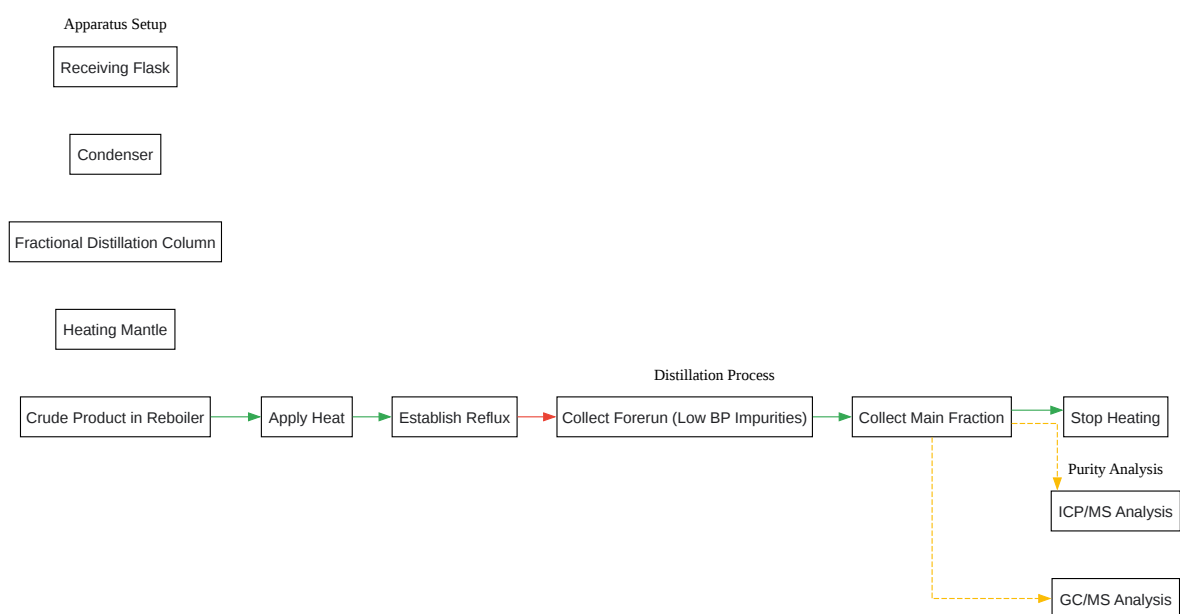 Apparatus Setup
Receiving Flask
Condenser
Fractional Distillation Column
Heating Mantle
Distillation Process
Crude Product in Reboiler
Apply Heat
Establish Reflux
Collect Forerun (Low BP Impurities)
Collect Main Fraction
Stop Heating
Purity Analysis
ICP/MS Analysis
GC/MS Analysis